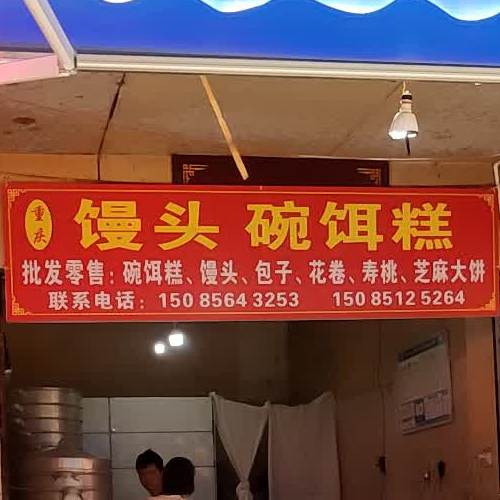 重庆 馒头 碗饵糕
批发零售：碗饵糕、馒头、包子、花卷、寿桃、芝麻大饼
联系电话：150 8564 3253 150 8512 5264